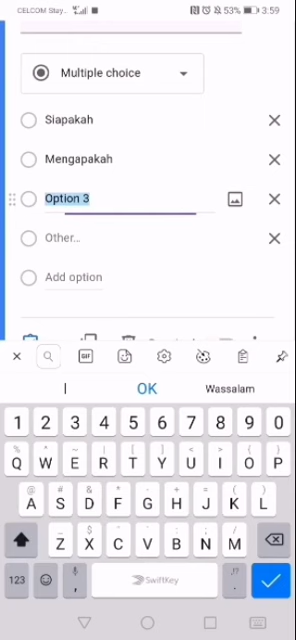 CELCOM Stay..
53% 3:59
Multiple choice
Siapakah
Mengapakah
Option 3
Other...
Add option
GIF
I OK Wassalam
1 2 3 4 5 6 7 8 9 0
Q W E R T Y U I O P
A S D F G H J K L
Z X C V B N M
123 , SwiftKey ,!? .